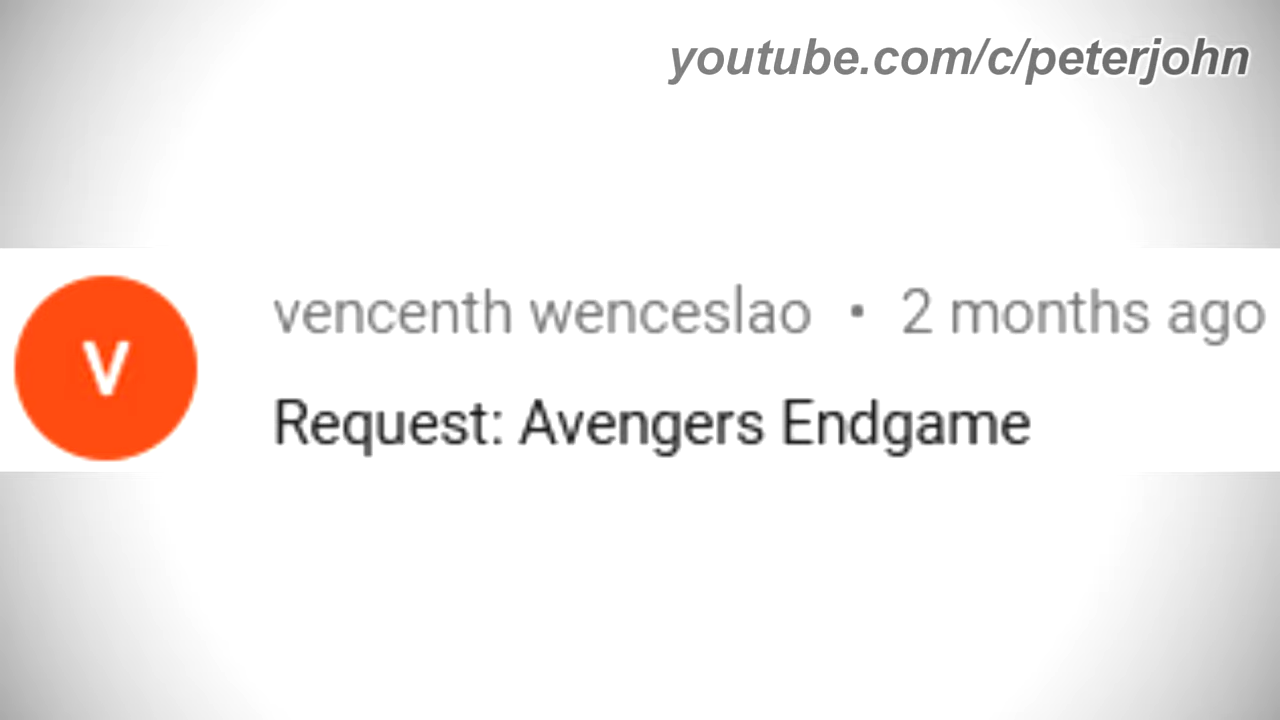 youtube.com/c/peterjohn
V
vencenth wenceslao • 2 months ago
Request: Avengers Endgame